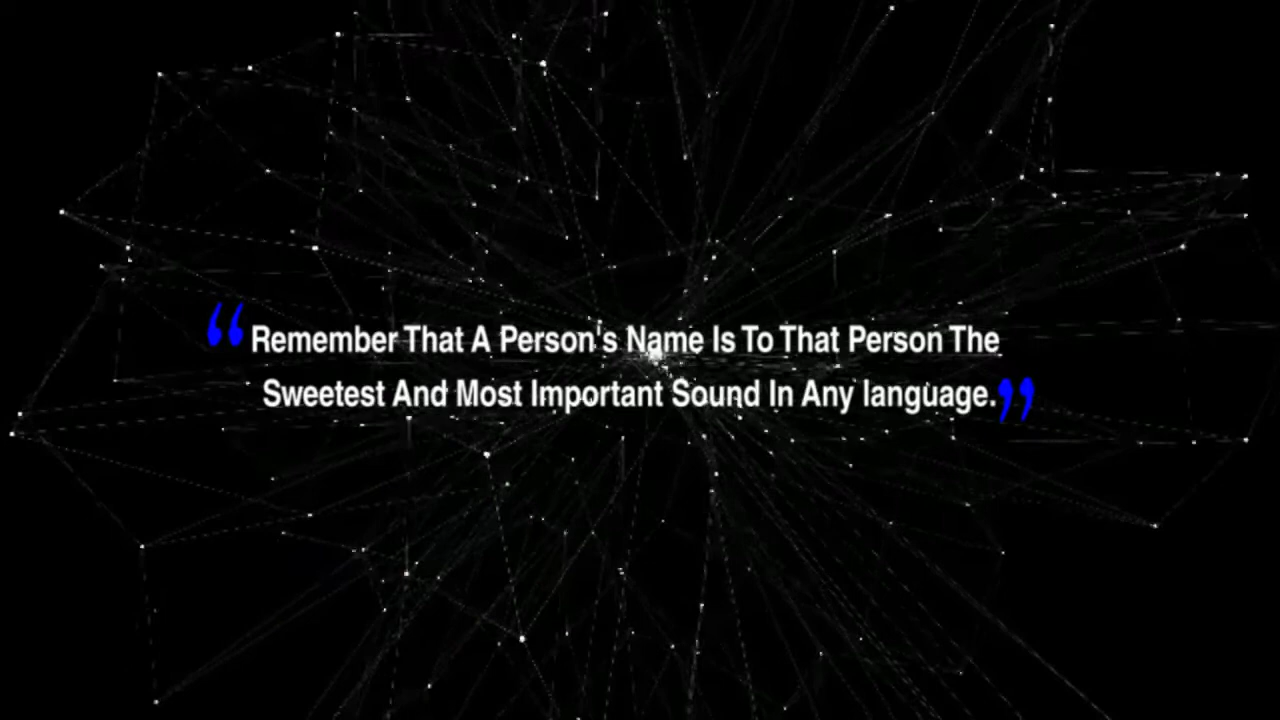 “Remember That A Person's Name Is To That Person The
Sweetest And Most Important Sound In Any language.”